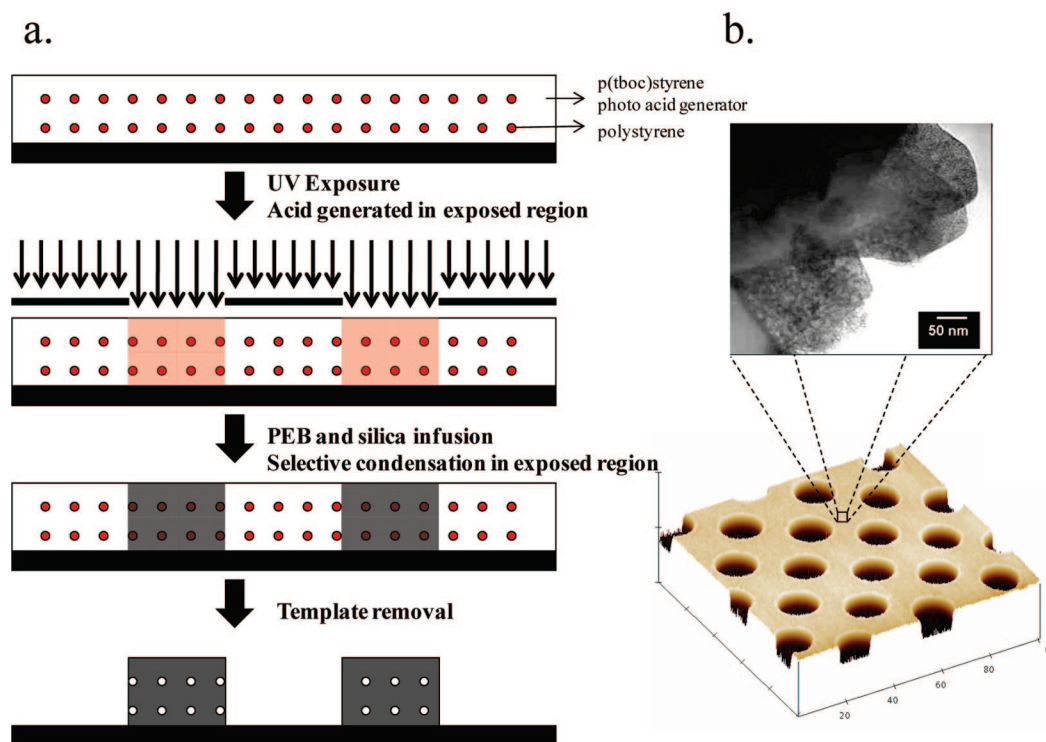 a.
b.
p(tboc)styrene
photo acid generator
polystyrene
UV Exposure
Acid generated in exposed region
PEB and silica infusion
Selective condensation in exposed region
Template removal
50 nm
20
40
60
80